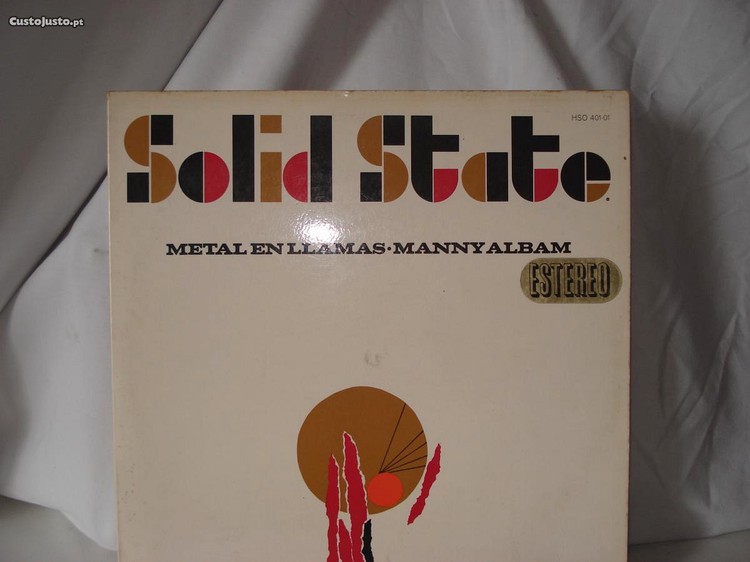 CustoJusto.pt
Solid State.
HSO 401-01
METAL EN LLAMAS·MANNY ALBAM
ESTEREO